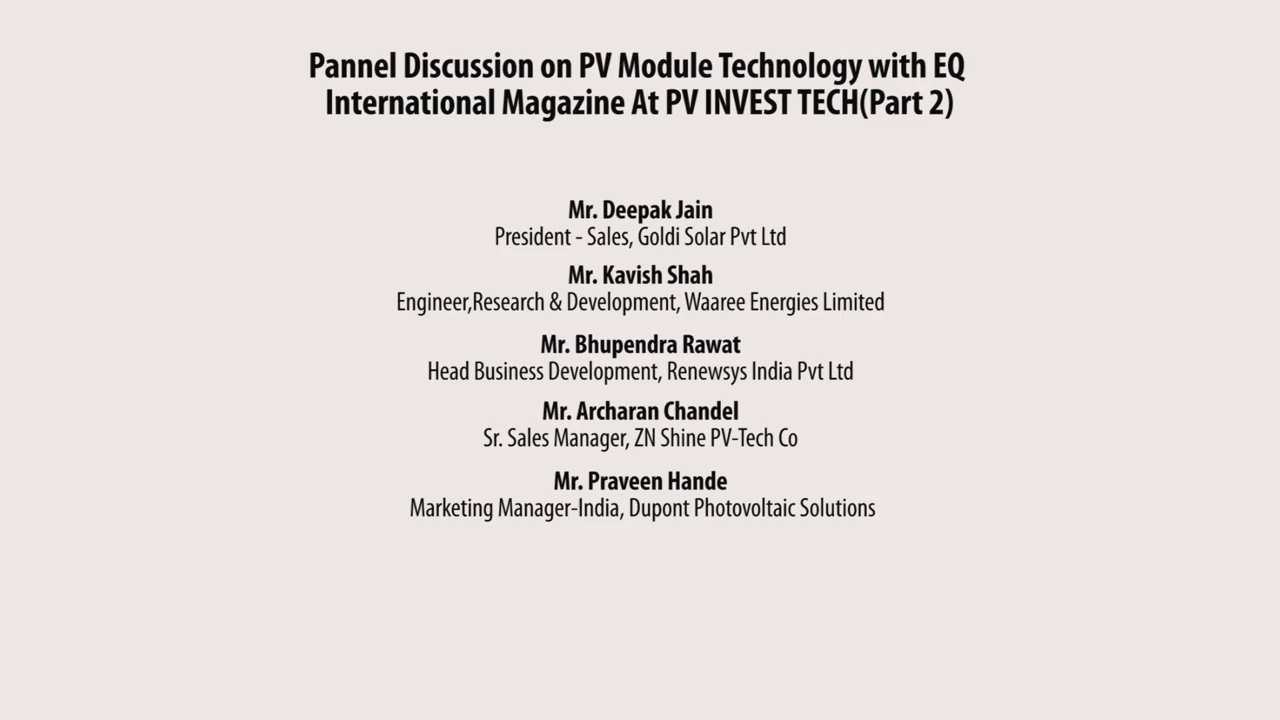 Pannel Discussion on PV Module Technology with EQ
International Magazine At PV INVEST TECH(Part 2)
Mr. Deepak Jain
President - Sales, Goldi Solar Pvt Ltd
Mr. Kavish Shah
Engineer,Research & Development, Waaree Energies Limited
Mr. Bhupendra Rawat
Head Business Development, Renewsys India Pvt Ltd
Mr. Archaran Chandel
Sr. Sales Manager, ZN Shine PV-Tech Co
Mr. Praveen Hande
Marketing Manager-India, Dupont Photovoltaic Solutions